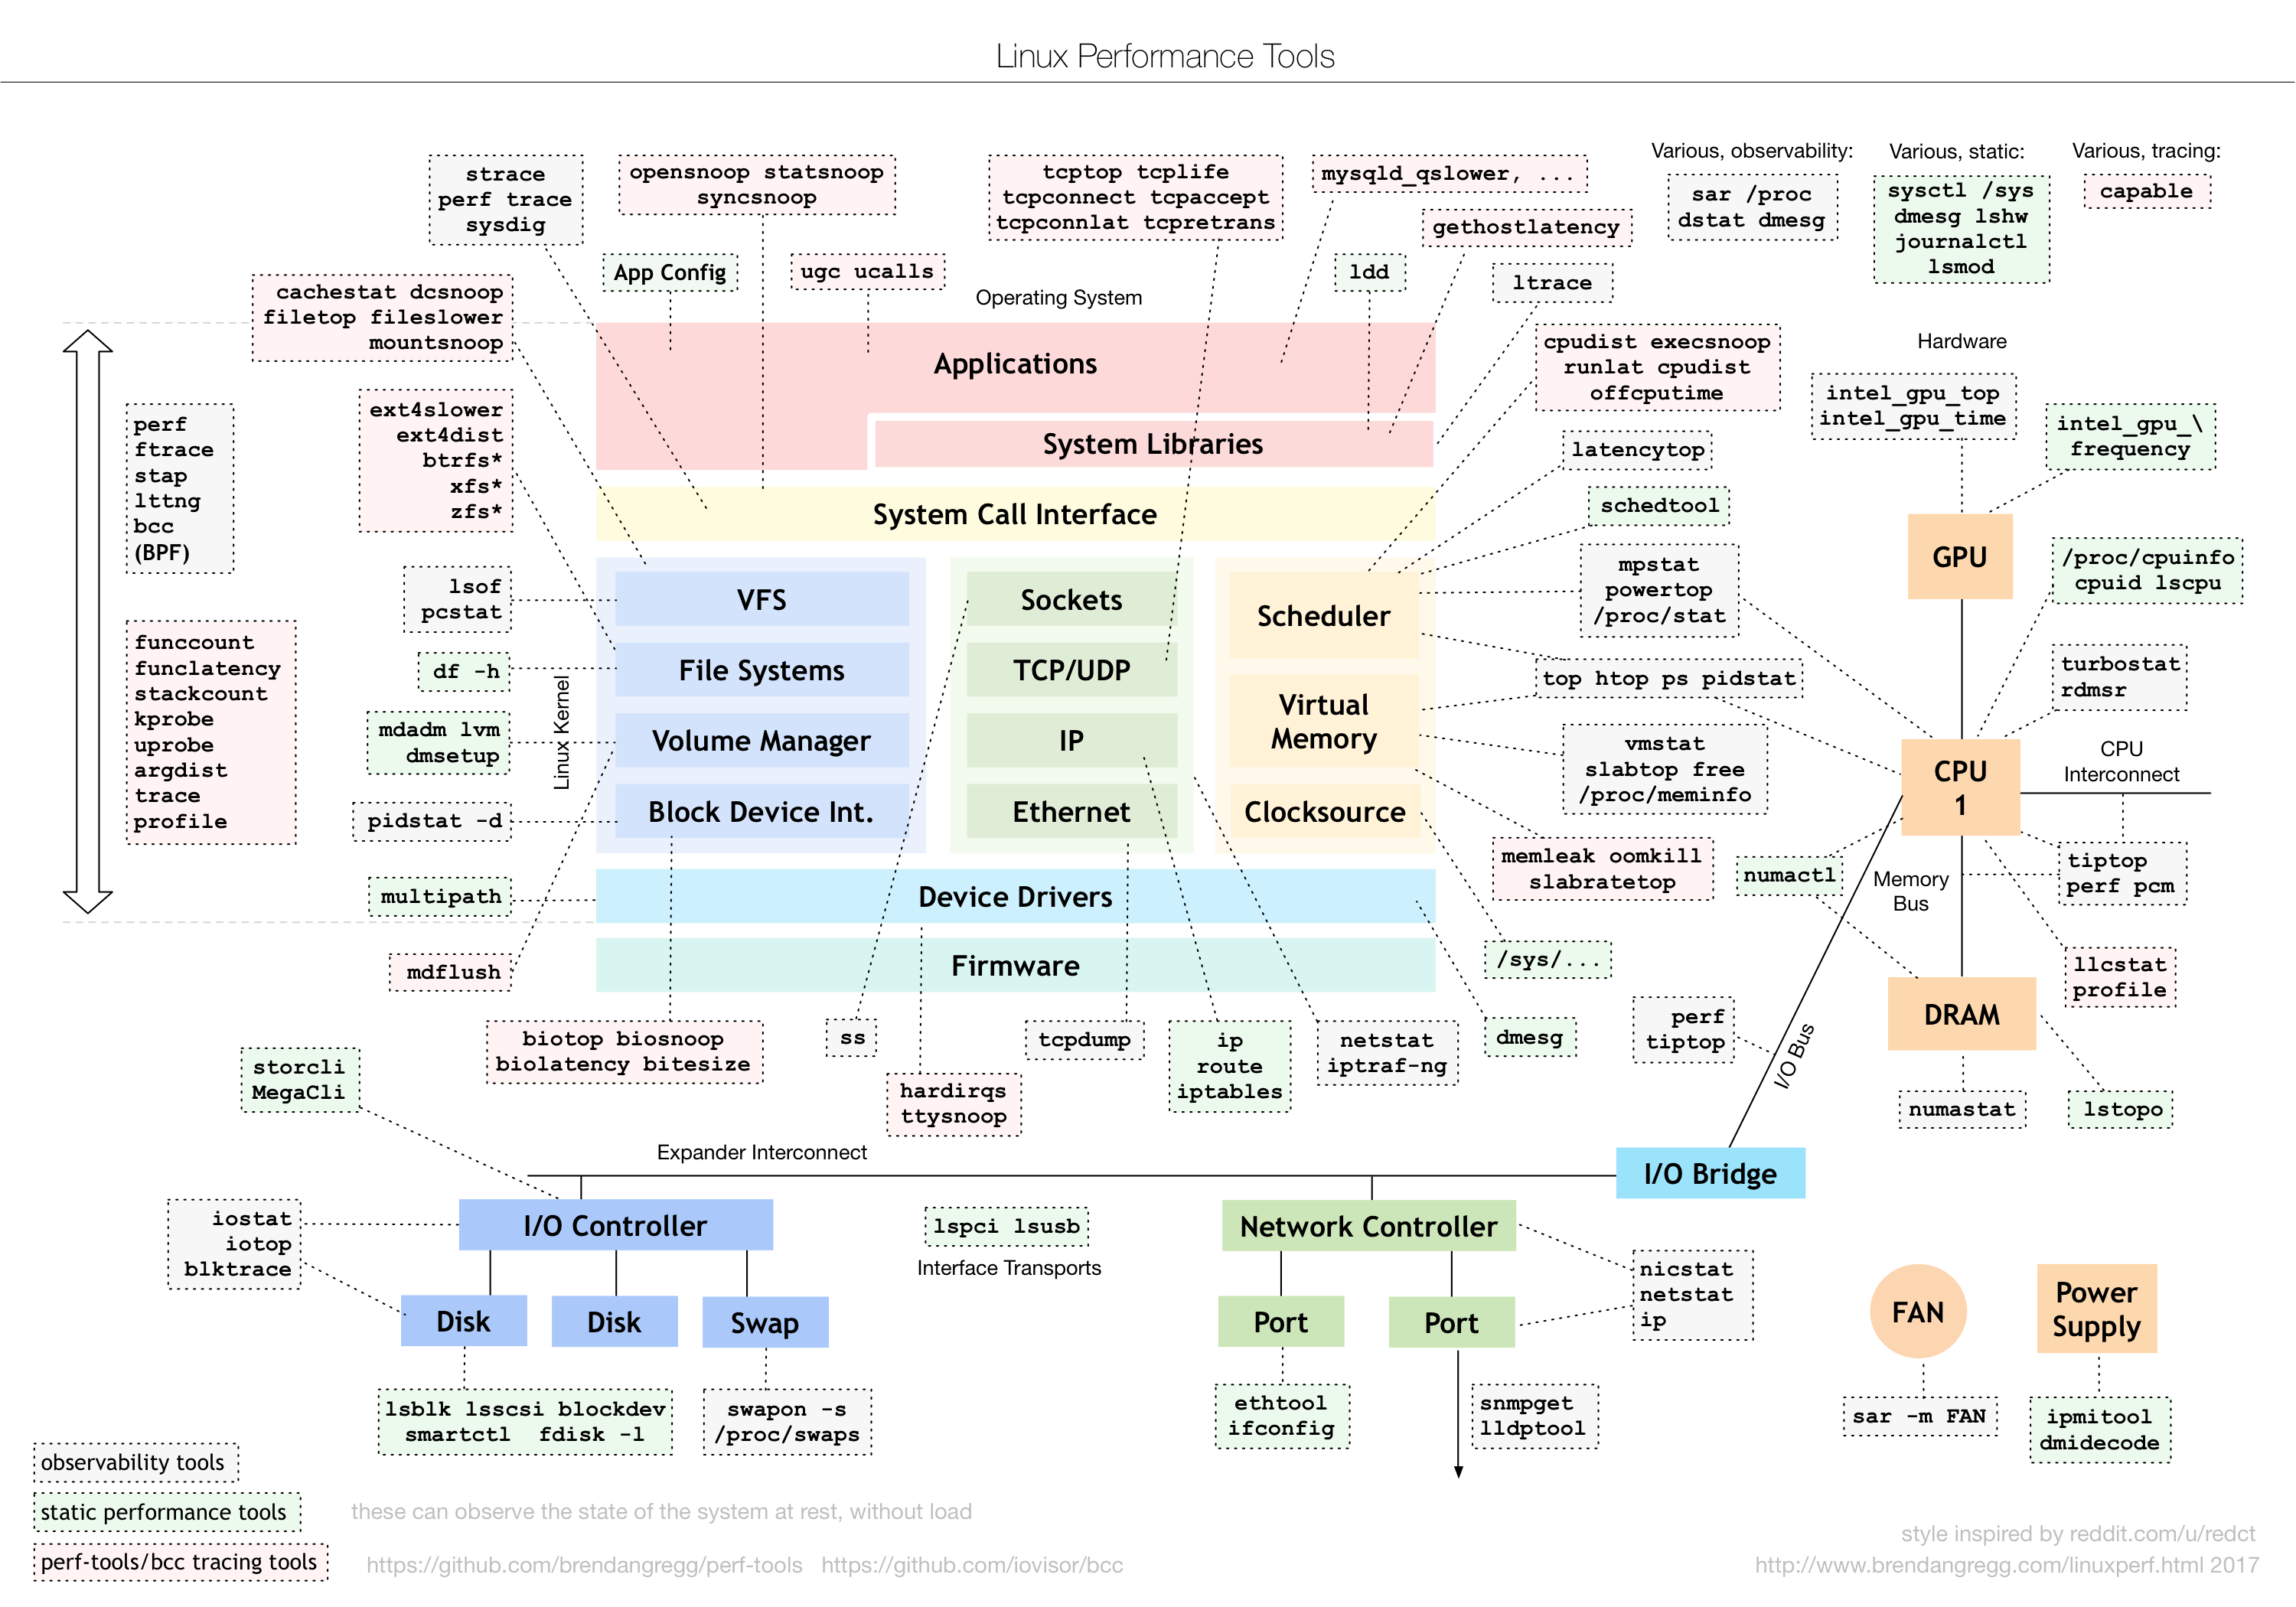 Linux Performance Tools
strace
perf trace
sysdig
opensnoop statsnoop
syncsnoop
tcptop tcplife
tcpconnect tcpaccept
tcpconnlat tcpretrans
mysqld_qslower, ...
gethostlatency
Various, observability:
sar /proc
dstat dmesg
Various, static:
sysctl /sys
dmesg lshw
journalctl
lsmod
Various, tracing:
capable
App Config
ugc ucalls
ldd
ltrace
Operating System
cachestat dcsnoop
filetop fileslower
mountsnoop
Applications
System Libraries
System Call Interface
cpudist execsnoop
runlat cpudist
offcputime
Hardware
intel_gpu_top
intel_gpu_time
intel_gpu_\
frequency
perf
ftrace
stap
lttng
bcc
(BPF)
ext4slower
ext4dist
btrfs*
xfs*
zfs*
latencytop
schedtool
GPU
lsof
pcstat
VFS
Sockets
Scheduler
mpstat
powertop
/proc/stat
/proc/cpuinfo
cpuid lscpu
funccount
funclatency
stackcount
kprobe
uprobe
argdist
trace
profile
df -h
Linux Kernel
File Systems
TCP/UDP
Virtual
Memory
top htop ps pidstat
turbostat
rdmsr
mdadm lvm
dmsetup
Volume Manager
IP
vmstat
slabtop free
/proc/meminfo
CPU
1
CPU
Interconnect
pidstat -d
Block Device Int.
Ethernet
Clocksource
memleak oomkill
slabratetop
numactl
Memory
Bus
tiptop
perf pcm
multipath
Device Drivers
mdflush
Firmware
/sys/...
llcstat
profile
DRAM
biotop biosnoop
biolatency bitesize
ss
hardirqs
ttysnoop
tcpdump
ip
route
iptables
netstat
iptraf-ng
dmesg
perf
tiptop
I/O Bus
numastat
lstopo
storcli
MegaCli
Expander Interconnect
I/O Bridge
iostat
iotop
blktrace
I/O Controller
lspci lsusb
Interface Transports
Network Controller
nicstat
netstat
ip
Disk
Disk
Swap
Port
Port
FAN
Power
Supply
lsblk lsscsi blockdev
smartctl  fdisk -l
swapon -s
/proc/swaps
ethtool
ifconfig
snmpget
lldptool
sar -m FAN
ipmitool
dmidecode
observability tools
static performance tools
these can observe the state of the system at rest, without load
perf-tools/bcc tracing tools
https://github.com/brendangregg/perf-tools   https://github.com/iovisor/bcc
style inspired by reddit.com/u/redct
http://www.brendangregg.com/linuxperf.html 2017